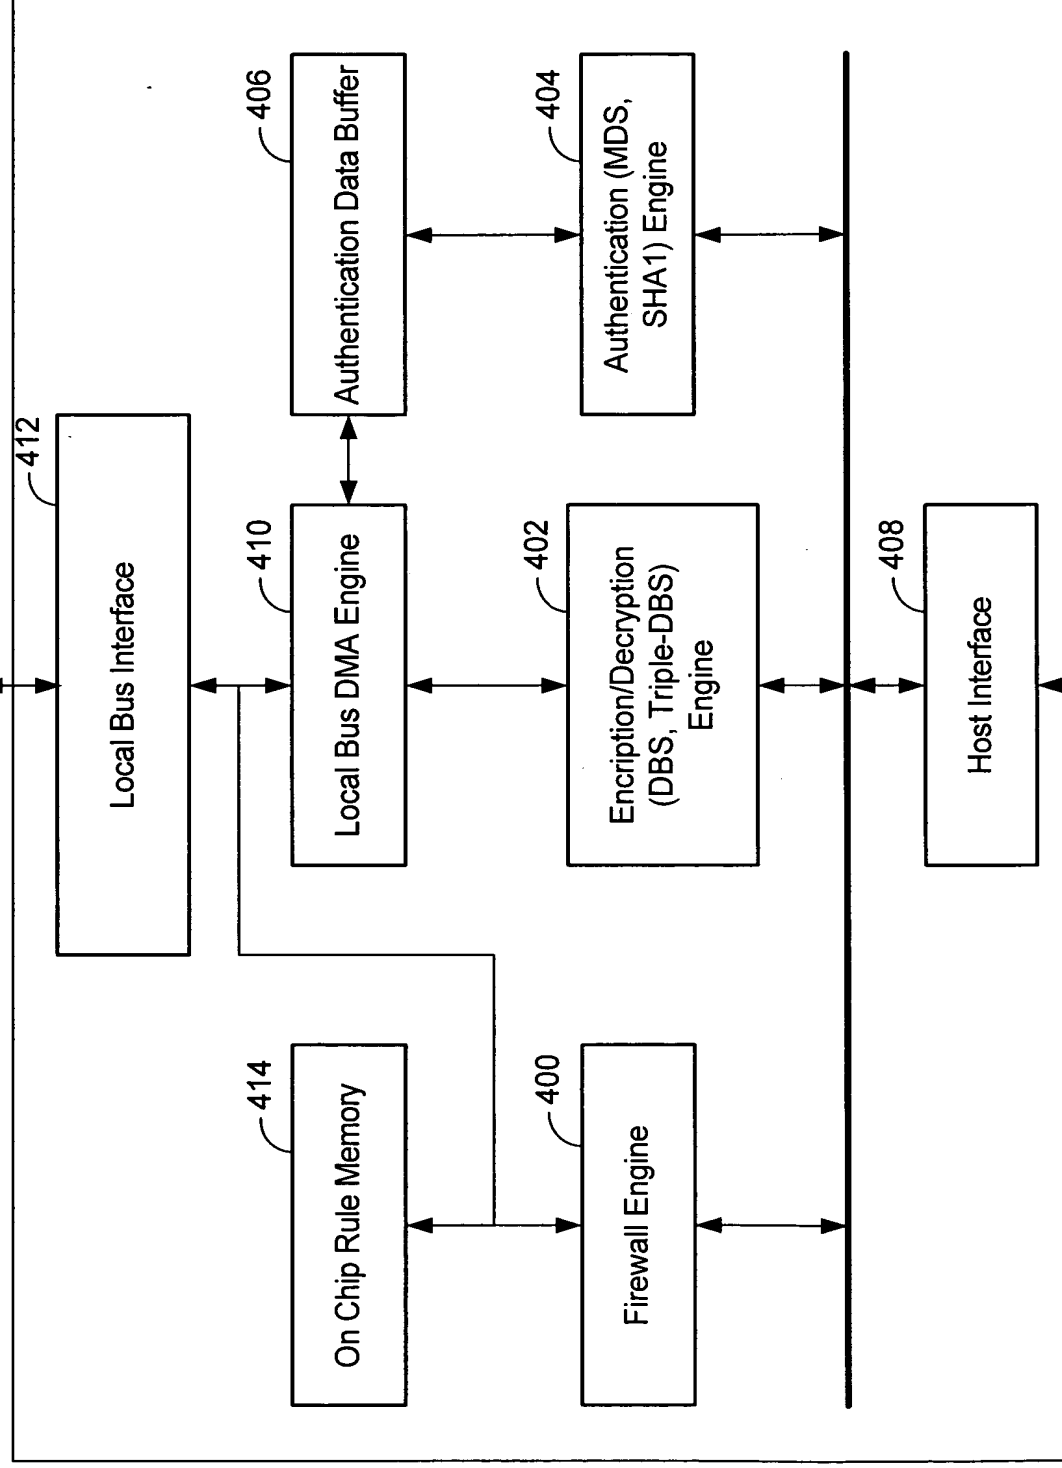 412
Local Bus Interface
414
On Chip Rule Memory
410
Local Bus DMA Engine
406
Authentication Data Buffer
400
Firewall Engine
402
Encription/Decryption
(DBS, Triple-DBS)
Engine
404
Authentication (MDS,
SHA1) Engine
408
Host Interface